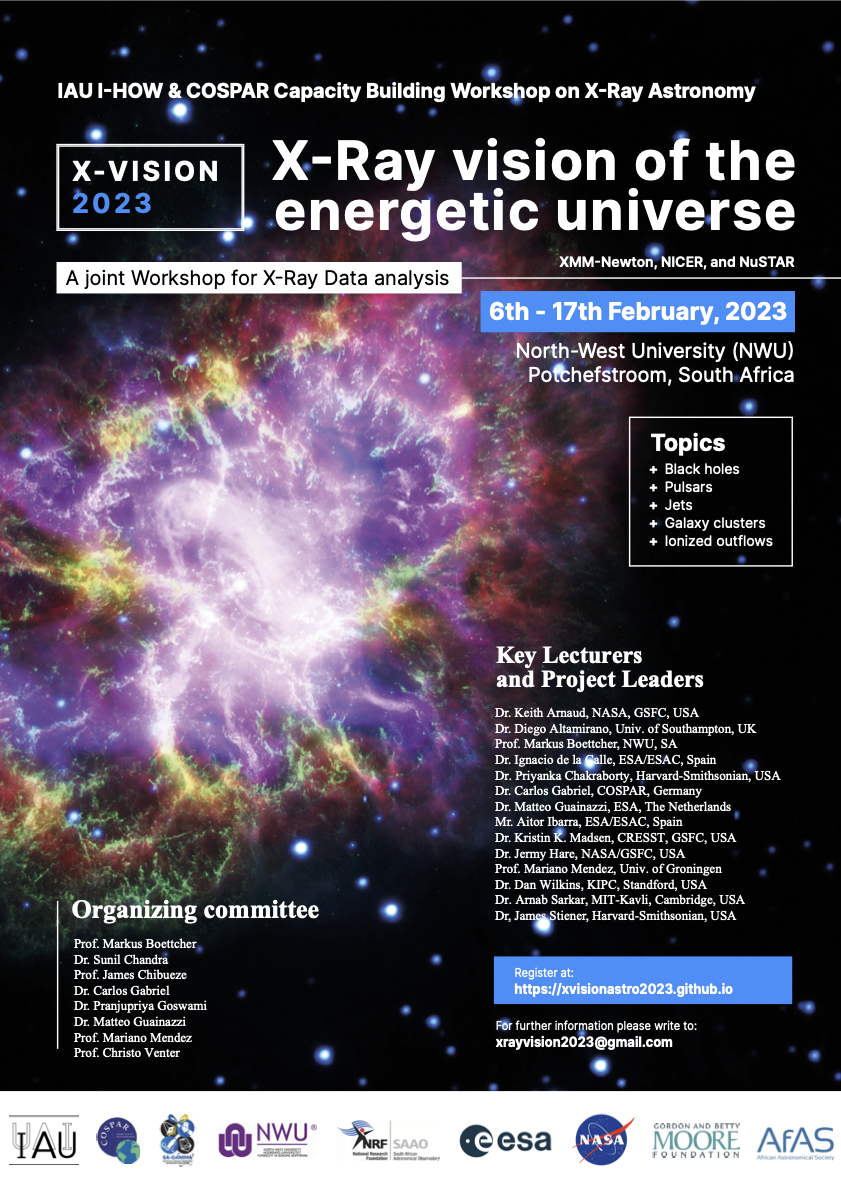 IAU I-HOW & COSPAR Capacity Building Workshop on X-Ray Astronomy
X-VISION
2023
X-Ray vision of the
energetic universe
XMM-Newton, NICER, and NuSTAR
A joint Workshop for X-Ray Data analysis
6th - 17th February, 2023
North-West University (NWU)
Potchefstroom, South Africa
Topics
+ Black holes
+ Pulsars
+ Jets
+ Galaxy clusters
+ Ionized outflows
Key Lecturers
and Project Leaders
Dr. Keith Arnaud, NASA, GSFC, USA
Dr. Diego Altamirano, Univ. of Southampton, UK
Prof. Markus Boettcher, NWU, SA
Dr. Ignacio de la Calle, ESA/ESAC, Spain
Dr. Priyanka Chakraborty, Harvard-Smithsonian, USA
Dr. Carlos Gabriel, COSPAR, Germany
Dr. Matteo Guainazzi, ESA, The Netherlands
Mr. Aitor Ibarra, ESA/ESAC, Spain
Dr. Kristin K. Madsen, CRESST, GSFC, USA
Dr. Jermy Hare, NASA/GSFC, USA
Prof. Mariano Mendez, Univ. of Groningen
Dr. Dan Wilkins, KIPC, Standford, USA
Dr. Arnab Sarkar, MIT-Kavli, Cambridge, USA
Dr, James Stiener, Harvard-Smithsonian, USA
Organizing committee
Prof. Markus Boettcher
Dr. Sunil Chandra
Prof. James Chibueze
Dr. Carlos Gabriel
Dr. Pranjupriya Goswami
Dr. Matteo Guainazzi
Prof. Mariano Mendez
Prof. Christo Venter
Register at:
https://xvisionastro2023.github.io
For further information please write to:
xrayvision2023@gmail.com
IAU
COSPAR
SA-GAMMA
NWU®
NRF
National Research
Foundation
SAAO
South African
Astronomical Observatory
esa
NASA
GORDON AND BETTY
MOORE
FOUNDATION
AfAS
African Astronomical Society